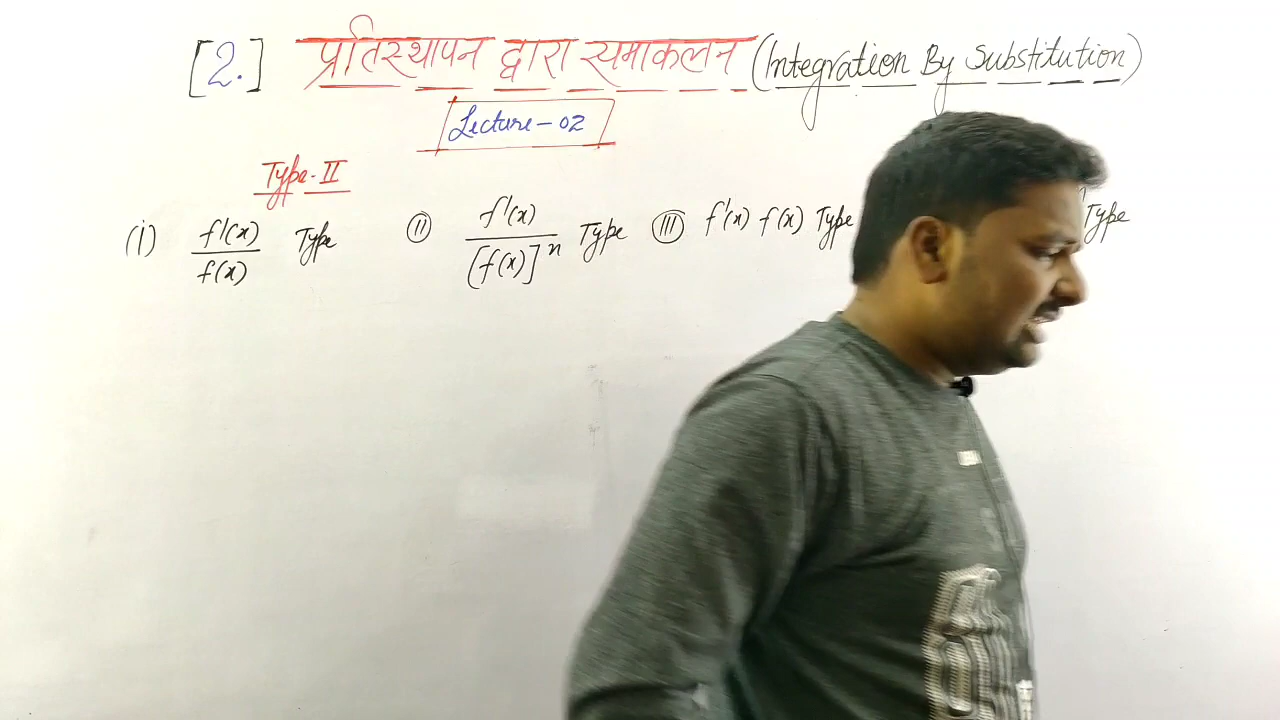 [2.] प्रतिस्थापन द्वारा समाकलन (Integration By Substitution)
Lecture-02
Type-II
(i) f'(x)/f(x) Type (II) f'(x)/[f(x)]^n Type (III) f'(x) f(x) Type Type